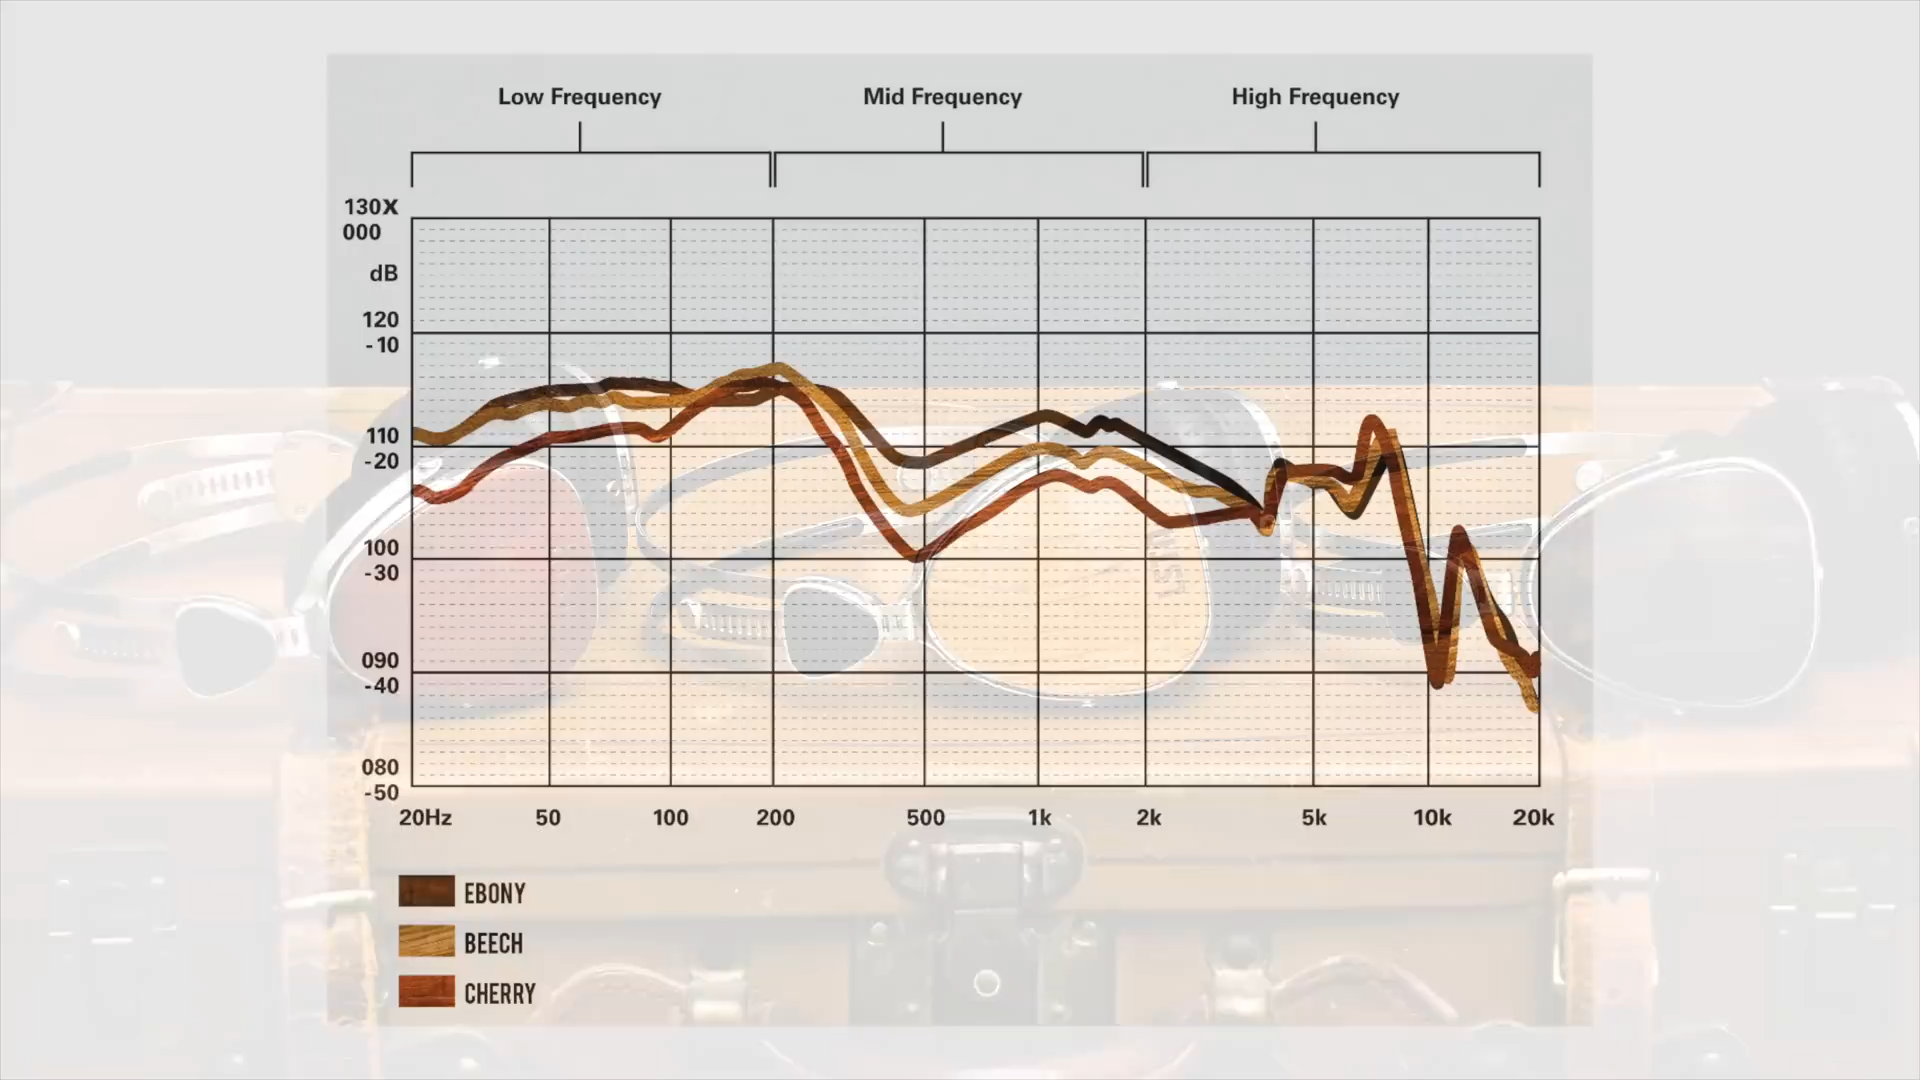 Low Frequency Mid Frequency High Frequency
130X
000
dB
120
-10
110
-20
100
-30
090
-40
080
-50
20Hz 50 100 200 500 1k 2k 5k 10k 20k
EBONY
BEECH
CHERRY